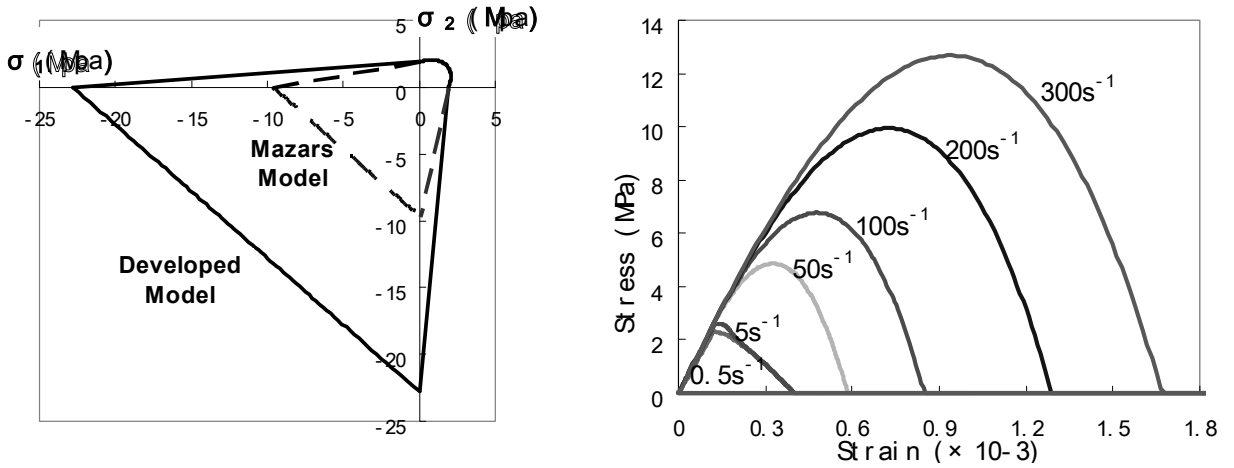 5
σ 2 (Mpa)
σ 1 (Mpa)
0
-25
-20
-15
-10
-5
0
5
Mazars
Model
-5
-10
Developed
Model
-15
-20
-25
14
12
10
8
6
4
2
0
Stress (MPa)
300s-1
200s-1
100s-1
50s-1
5s-1
0.5s-1
0
0.3
0.6
0.9
1.2
1.5
1.8
Strain (× 10-3)